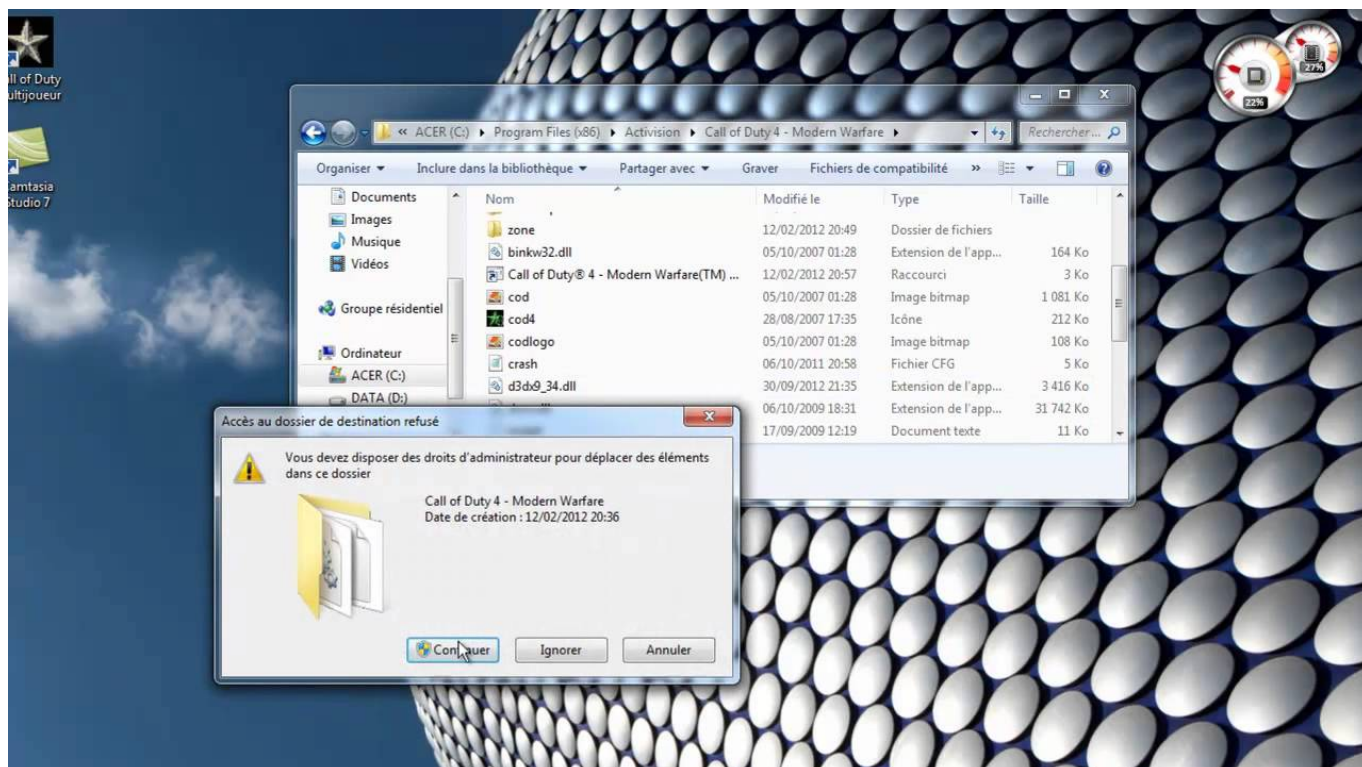 ll of Duty
ultijoueur
amtasia
Studio 7
27%
22%
« ACER (C:) ▸ Program Files (x86) ▸ Activision ▸ Call of Duty 4 - Modern Warfare ▸
Rechercher ...
Organiser
Inclure dans la bibliothèque
Partager avec
Graver
Fichiers de compatibilité
»
Documents
Images
Musique
Vidéos
Groupe résidentiel
Ordinateur
ACER (C:)
DATA (D:)
Nom Modifié le Type Taille
zone 12/02/2012 20:49 Dossier de fichiers
binkw32.dll 05/10/2007 01:28 Extension de l'app... 164 Ko
Call of Duty® 4 - Modern Warfare(TM) ... 12/02/2012 20:57 Raccourci 3 Ko
cod 05/10/2007 01:28 Image bitmap 1 081 Ko
cod4 28/08/2007 17:35 Icône 212 Ko
codlogo 05/10/2007 01:28 Image bitmap 108 Ko
crash 06/10/2011 20:58 Fichier CFG 5 Ko
d3dx9_34.dll 30/09/2012 21:35 Extension de l'app... 3 416 Ko
06/10/2009 18:31 Extension de l'app... 31 742 Ko
17/09/2009 12:19 Document texte 11 Ko
Accès au dossier de destination refusé
Vous devez disposer des droits d'administrateur pour déplacer des éléments
dans ce dossier
Call of Duty 4 - Modern Warfare
Date de création : 12/02/2012 20:36
Continuer
Ignorer
Annuler